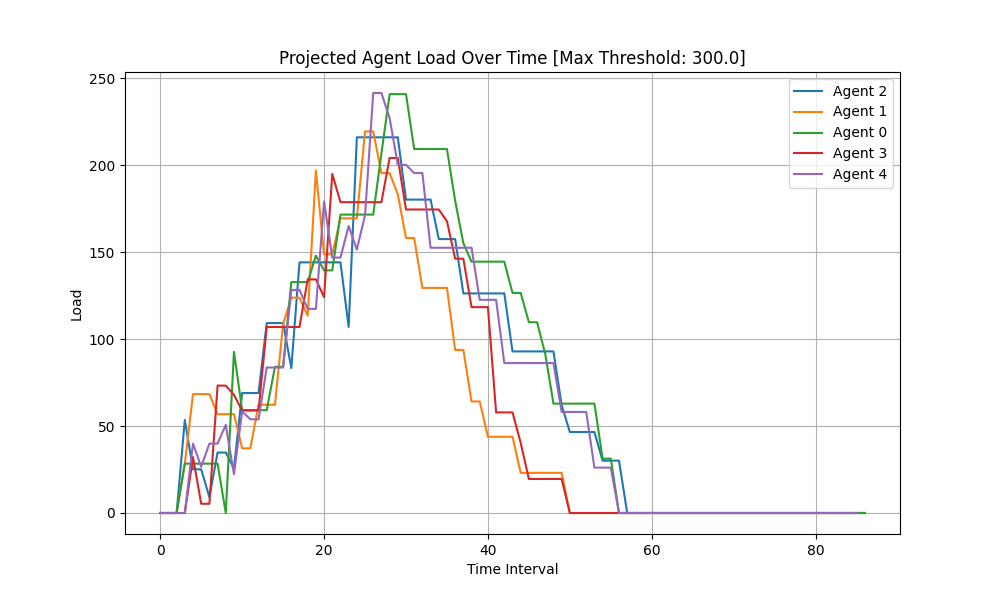 Projected Agent Load Over Time [Max Threshold: 300.0]
250
200
150
100
50
0
Load
0 20 40 60 80
Time Interval
Agent 2
Agent 1
Agent 0
Agent 3
Agent 4